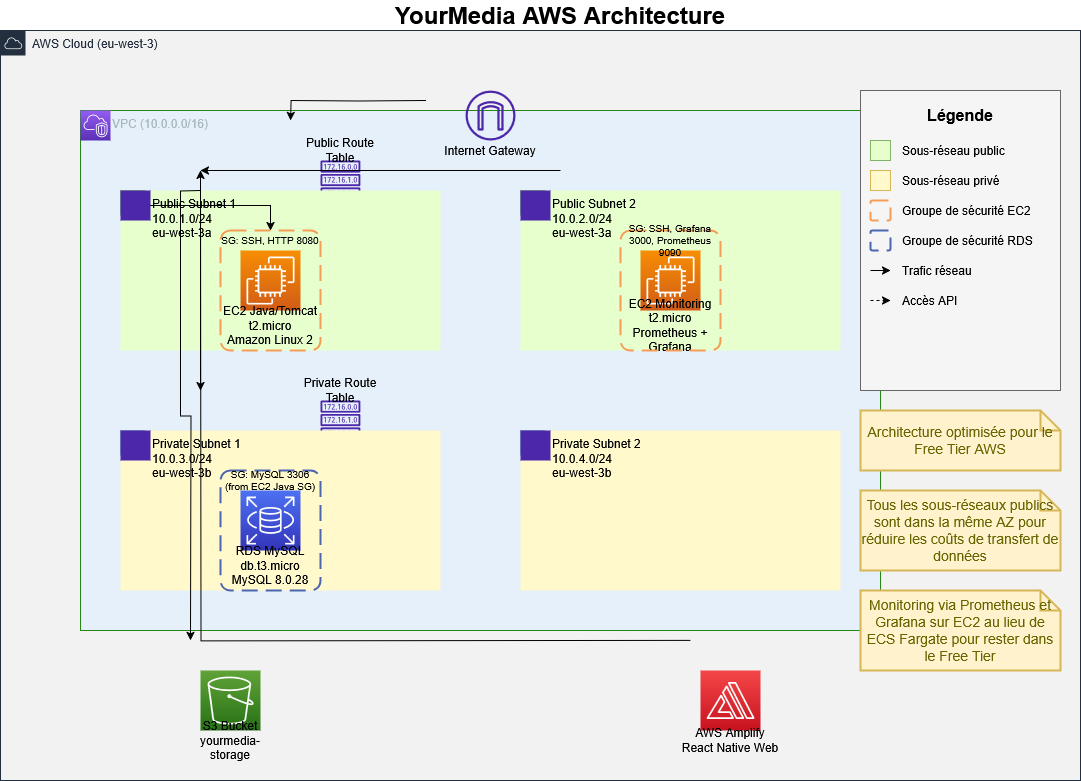 YourMedia AWS Architecture
AWS Cloud (eu-west-3)
VPC (10.0.0.0/16)
Internet Gateway
Public Route
Table
172.16.0.0
172.16.1.0
Public Subnet 1
10.0.1.0/24
eu-west-3a
SG: SSH, HTTP 8080
EC2 Java/Tomcat
t2.micro
Amazon Linux 2
Public Subnet 2
10.0.2.0/24
eu-west-3a
SG: SSH, Grafana
3000, Prometheus
9090
EC2 Monitoring
t2.micro
Prometheus +
Grafana
Private Route
Table
172.16.0.0
172.16.1.0
Private Subnet 1
10.0.3.0/24
eu-west-3b
SG: MySQL 3306
(from EC2 Java SG)
RDS MySQL
db.t3.micro
MySQL 8.0.28
Private Subnet 2
10.0.4.0/24
eu-west-3b
S3 Bucket
yourmedia-
storage
AWS Amplify
React Native Web
Légende
Sous-réseau public
Sous-réseau privé
Groupe de sécurité EC2
Groupe de sécurité RDS
Trafic réseau
Accès API
Architecture optimisée pour le
Free Tier AWS
Tous les sous-réseaux publics
sont dans la même AZ pour
réduire les coûts de transfert de
données
Monitoring via Prometheus et
Grafana sur EC2 au lieu de
ECS Fargate pour rester dans
le Free Tier